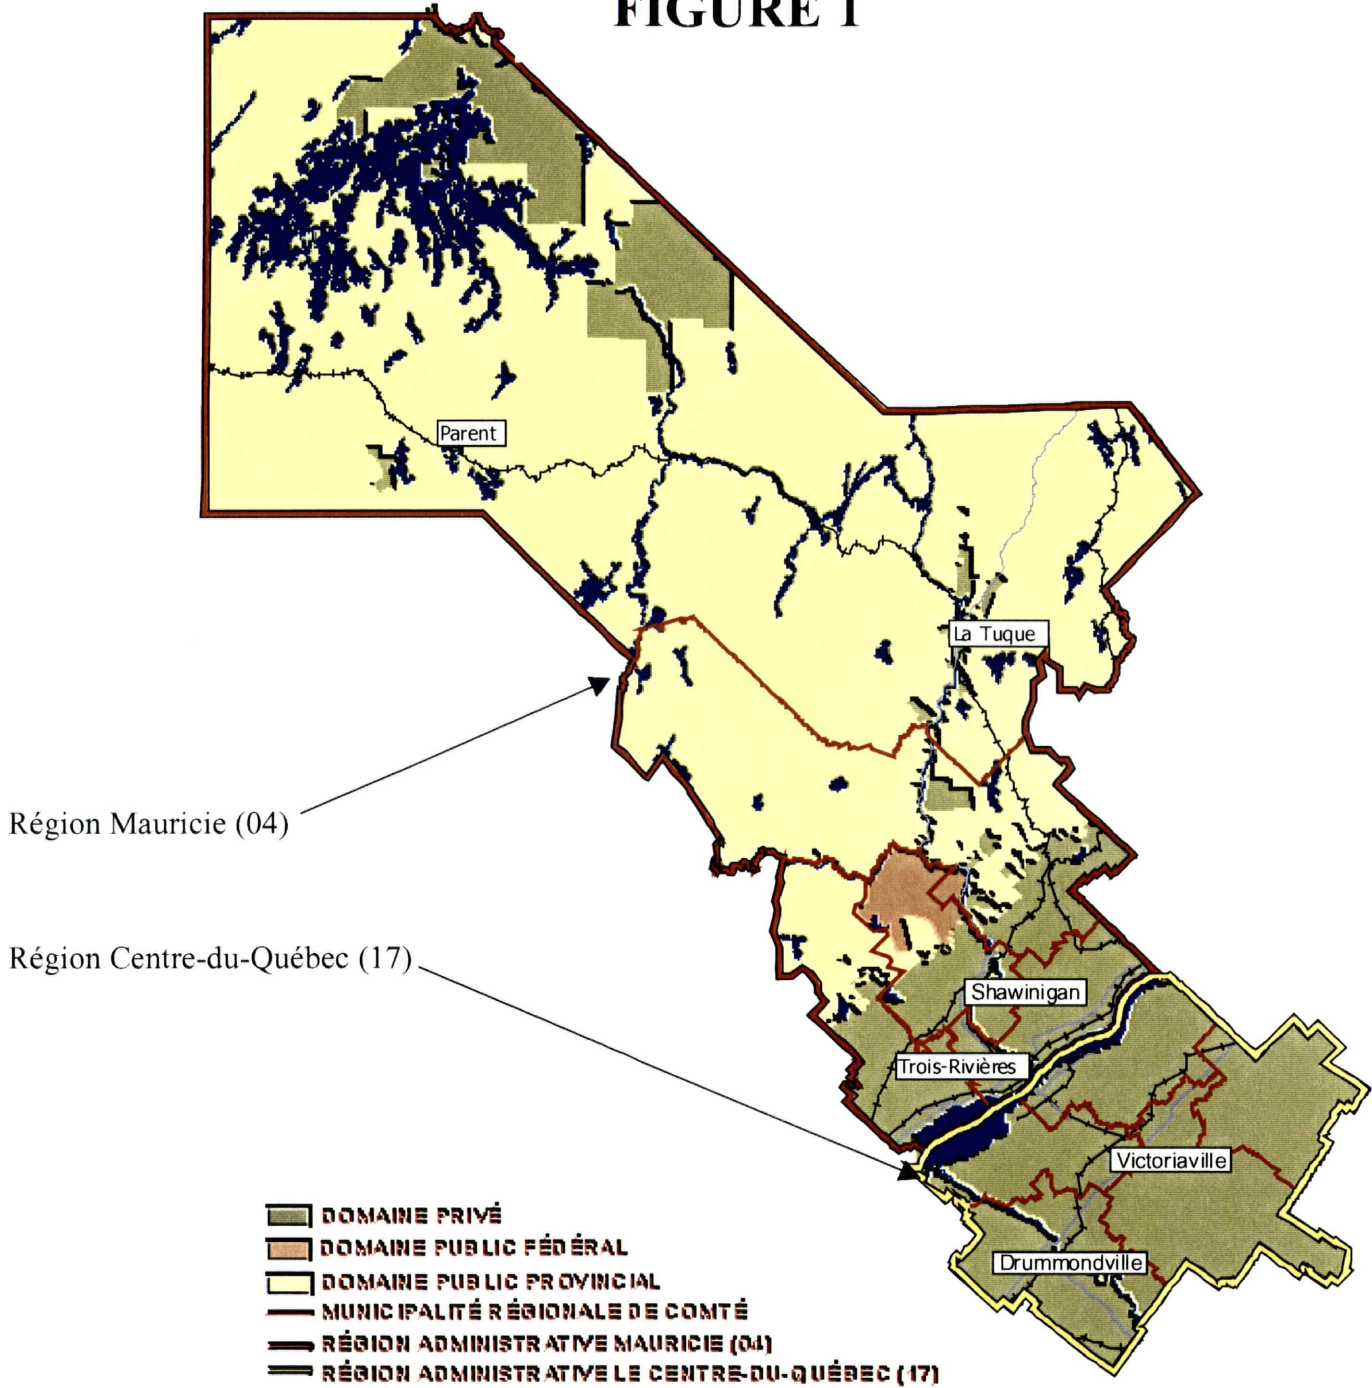 FIGURE 1
Parent
La Tuque
Région Mauricie (04)
Région Centre-du-Québec (17)
Shawinigan
Trois-Rivières
Victoriaville
Drummondville
DOMAINE PRIVÉ
DOMAINE PUBLIC FÉDÉRAL
DOMAINE PUBLIC PROVINCIAL
MUNICIPALITÉ RÉGIONALE DE COMTÉ
RÉGION ADMINISTRATIVE MAURICIE (04)
RÉGION ADMINISTRATIVE LE CENTRE-DU-QUÉBEC (17)